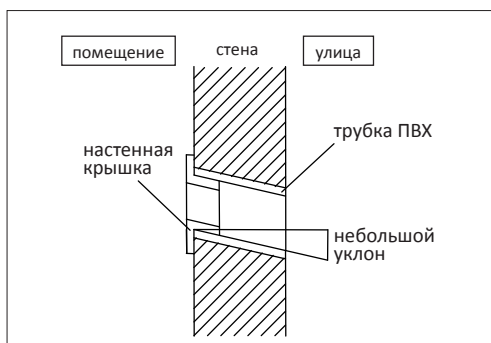 помещение
стена
улица
трубка ПВХ
настенная
крышка
небольшой
уклон